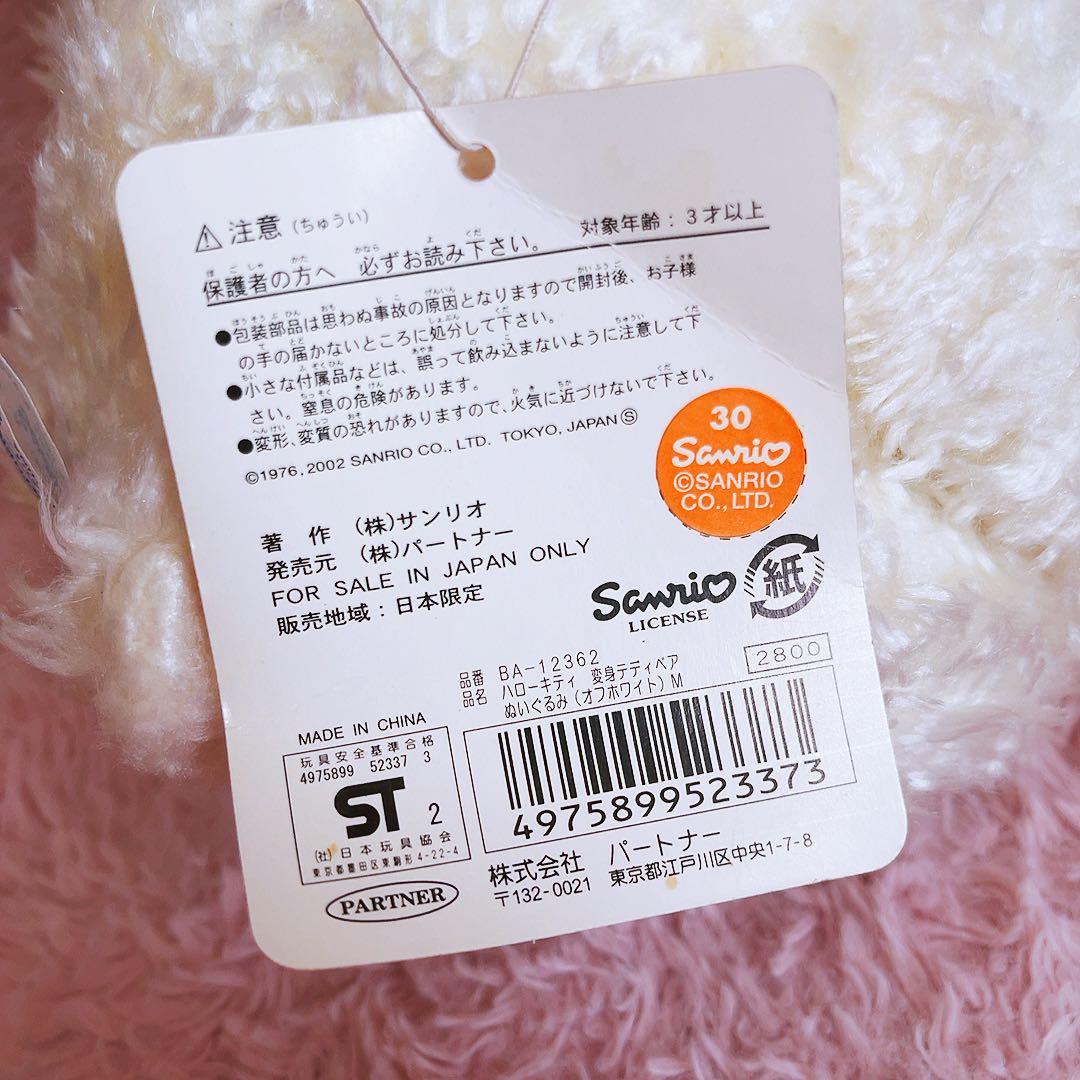 ⚠ 注意 (ちゅうい)
対象年齢：3才以上
保護者の方へ 必ずお読み下さい。
●包装部品は思わぬ事故の原因となりますので開封後、お子様
の手の届かないところに処分して下さい。
●小さな付属品などは、誤って飲み込まないように注意して下
さい。窒息の危険があります。
●変形、変質の恐れがありますので、火気に近づけないで下さい。
©1976, 2002 SANRIO CO., LTD. TOKYO, JAPAN Ⓢ
30
Sanrio
©SANRIO
CO., LTD.
著作 (株)サンリオ
発売元 (株)パートナー
FOR SALE IN JAPAN ONLY
販売地域：日本限定
Sanrio
LICENSE
紙
品番 BA-12362
品名 ハローキティ 変身テディベア
ぬいぐるみ (オフホワイト) M
2800
MADE IN CHINA
玩具安全基準合格
4975899 52337 3
ST 2
(社)日本玩具協会
東京都墨田区東駒形4-22-4
4975899523373
PARTNER
株式会社 パートナー
〒132-0021 東京都江戸川区中央1-7-8